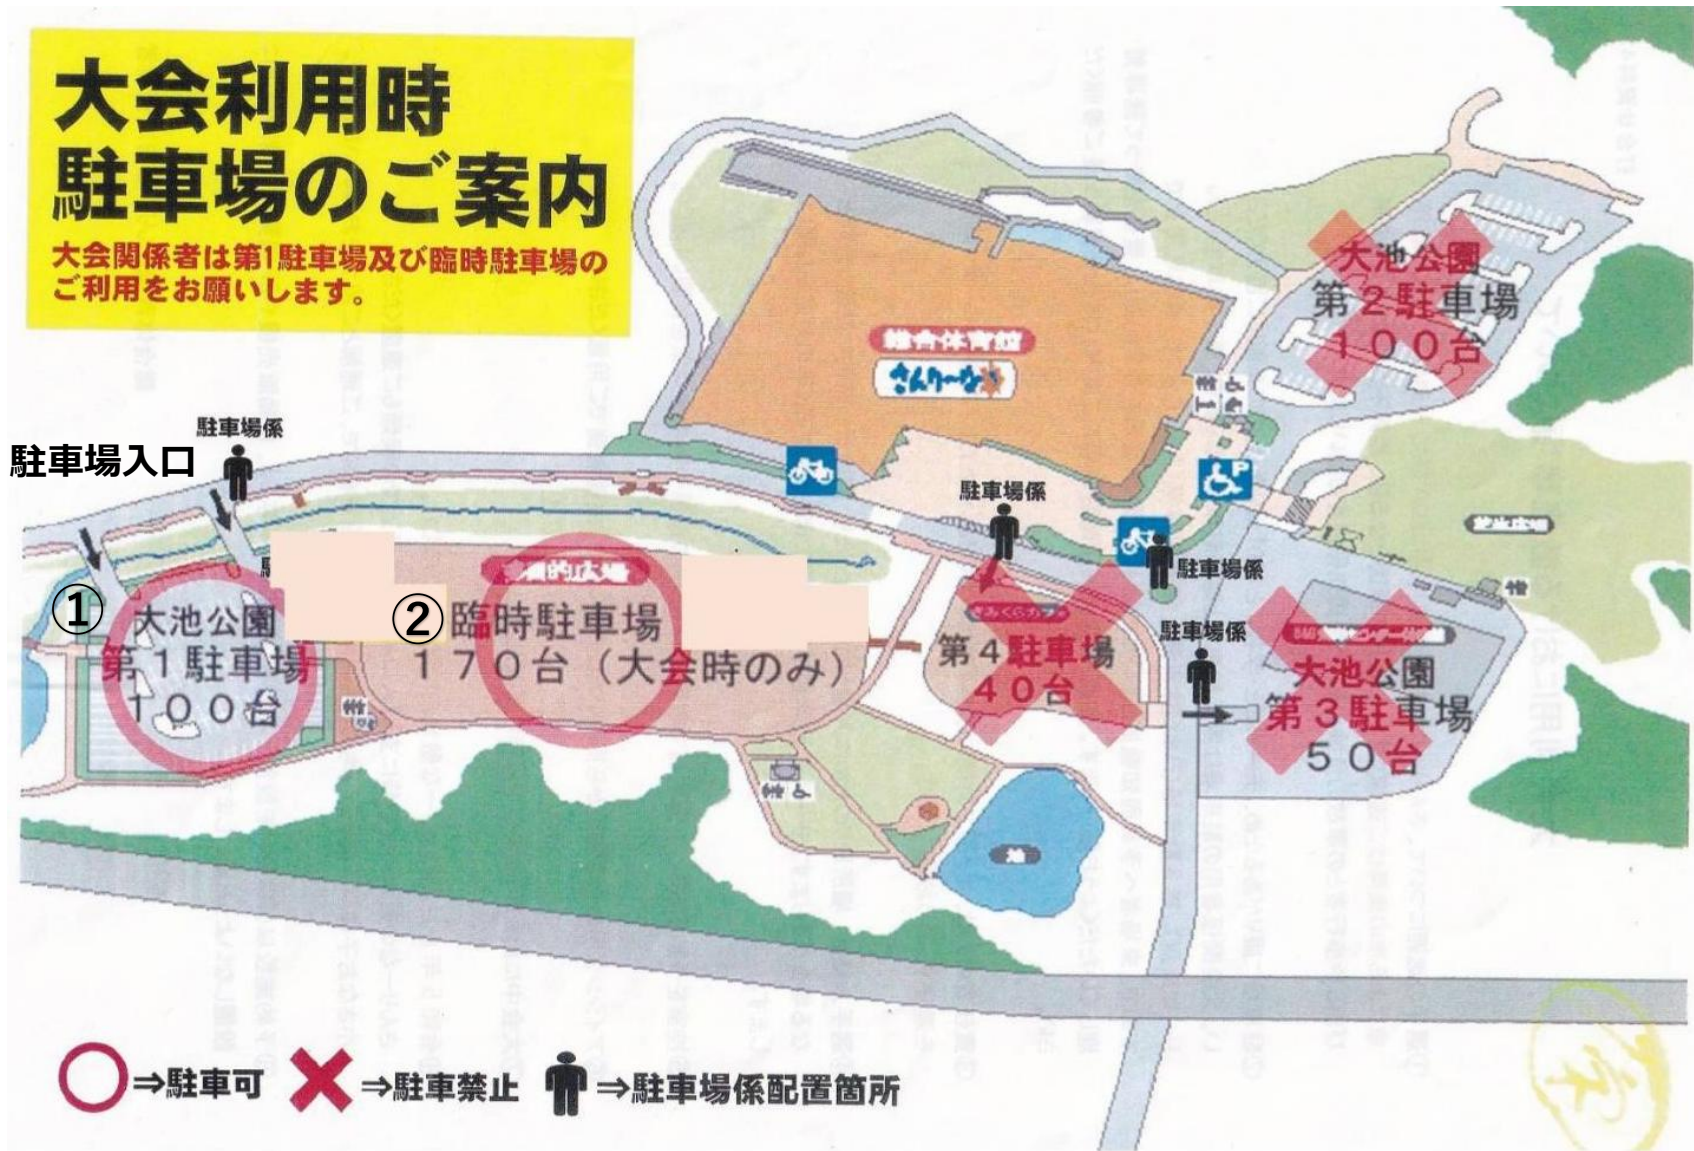 大会利用時
駐車場のご案内
大会関係者は第1駐車場及び臨時駐車場の
ご利用をお願いします。
大池公園
第2駐車場
100台
総合体育館
さんりーな
駐車場係
駐車場入口
駐車場係
駐車場係
駐車場係
①
大池公園
第1駐車場
100台
多目的広場
②臨時駐車場
170台（大会時のみ）
第4駐車場
40台
大池公園
第3駐車場
50台
池
P
⇒駐車可
⇒駐車禁止
⇒駐車場係配置箇所